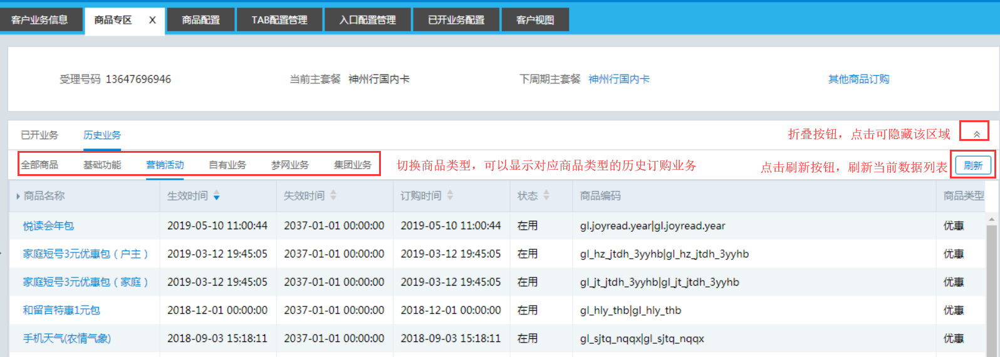 客户业务信息 商品专区 X 商品配置 TAB配置管理 入口配置管理 已开业务配置 客户视图
受理号码 13647696946 当前主套餐 神州行国内卡 下周期主套餐 神州行国内卡 其他商品订购
已开业务 历史业务 折叠按钮，点击可隐藏该区域
全部商品 基础功能 营销活动 自有业务 梦网业务 集团业务 切换商品类型，可以显示对应商品类型的历史订购业务 点击刷新按钮，刷新当前数据列表 刷新
商品名称 生效时间 失效时间 订购时间 状态 商品编码 商品类型
悦读会年包 2019-05-10 11:00:44 2037-01-01 00:00:00 2019-05-10 11:00:44 在用 gl.joyread.year|gl.joyread.year 优惠
家庭短号3元优惠包（户主） 2019-03-12 19:45:05 2037-01-01 00:00:00 2019-03-12 19:45:05 在用 gl_hz_jtdh_3yyhb|gl_hz_jtdh_3yyhb 优惠
家庭短号3元优惠包（家庭） 2019-03-12 19:45:05 2037-01-01 00:00:00 2019-03-12 19:45:05 在用 gl_jt_jtdh_3yyhb|gl_jt_jtdh_3yyhb 优惠
和留言特惠1元包 2018-12-01 00:00:00 2037-01-01 00:00:00 2018-12-01 00:00:00 在用 gl_hly_thb|gl_hly_thb 优惠
手机天气(农情气象) 2018-09-03 15:18:11 2037-01-01 00:00:00 2018-09-03 15:18:11 在用 gl_sjtq_nqqx|gl_sjtq_nqqx 优惠